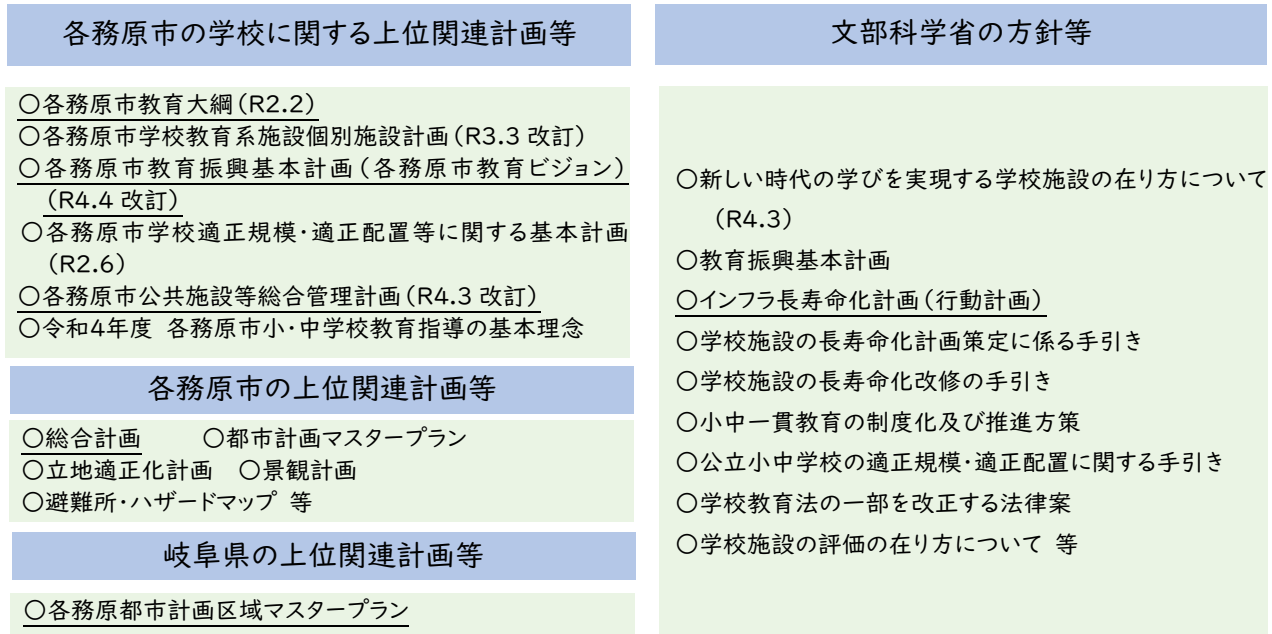 各務原市の学校に関する上位関連計画等
〇各務原市教育大綱(R2.2)
〇各務原市学校教育系施設個別施設計画(R3.3 改訂)
〇各務原市教育振興基本計画(各務原市教育ビジョン)
(R4.4 改訂)
〇各務原市学校適正規模・適正配置等に関する基本計画
(R2.6)
〇各務原市公共施設等総合管理計画(R4.3 改訂)
〇令和4年度 各務原市小・中学校教育指導の基本理念
各務原市の上位関連計画等
〇総合計画 〇都市計画マスタープラン
〇立地適正化計画 〇景観計画
〇避難所・ハザードマップ 等
岐阜県の上位関連計画等
〇各務原都市計画区域マスタープラン
文部科学省の方針等
〇新しい時代の学びを実現する学校施設の在り方について
(R4.3)
〇教育振興基本計画
〇インフラ長寿命化計画(行動計画)
〇学校施設の長寿命化計画策定に係る手引き
〇学校施設の長寿命化改修の手引き
〇小中一貫教育の制度化及び推進方策
〇公立小中学校の適正規模・適正配置に関する手引き
〇学校教育法の一部を改正する法律案
〇学校施設の評価の在り方について 等